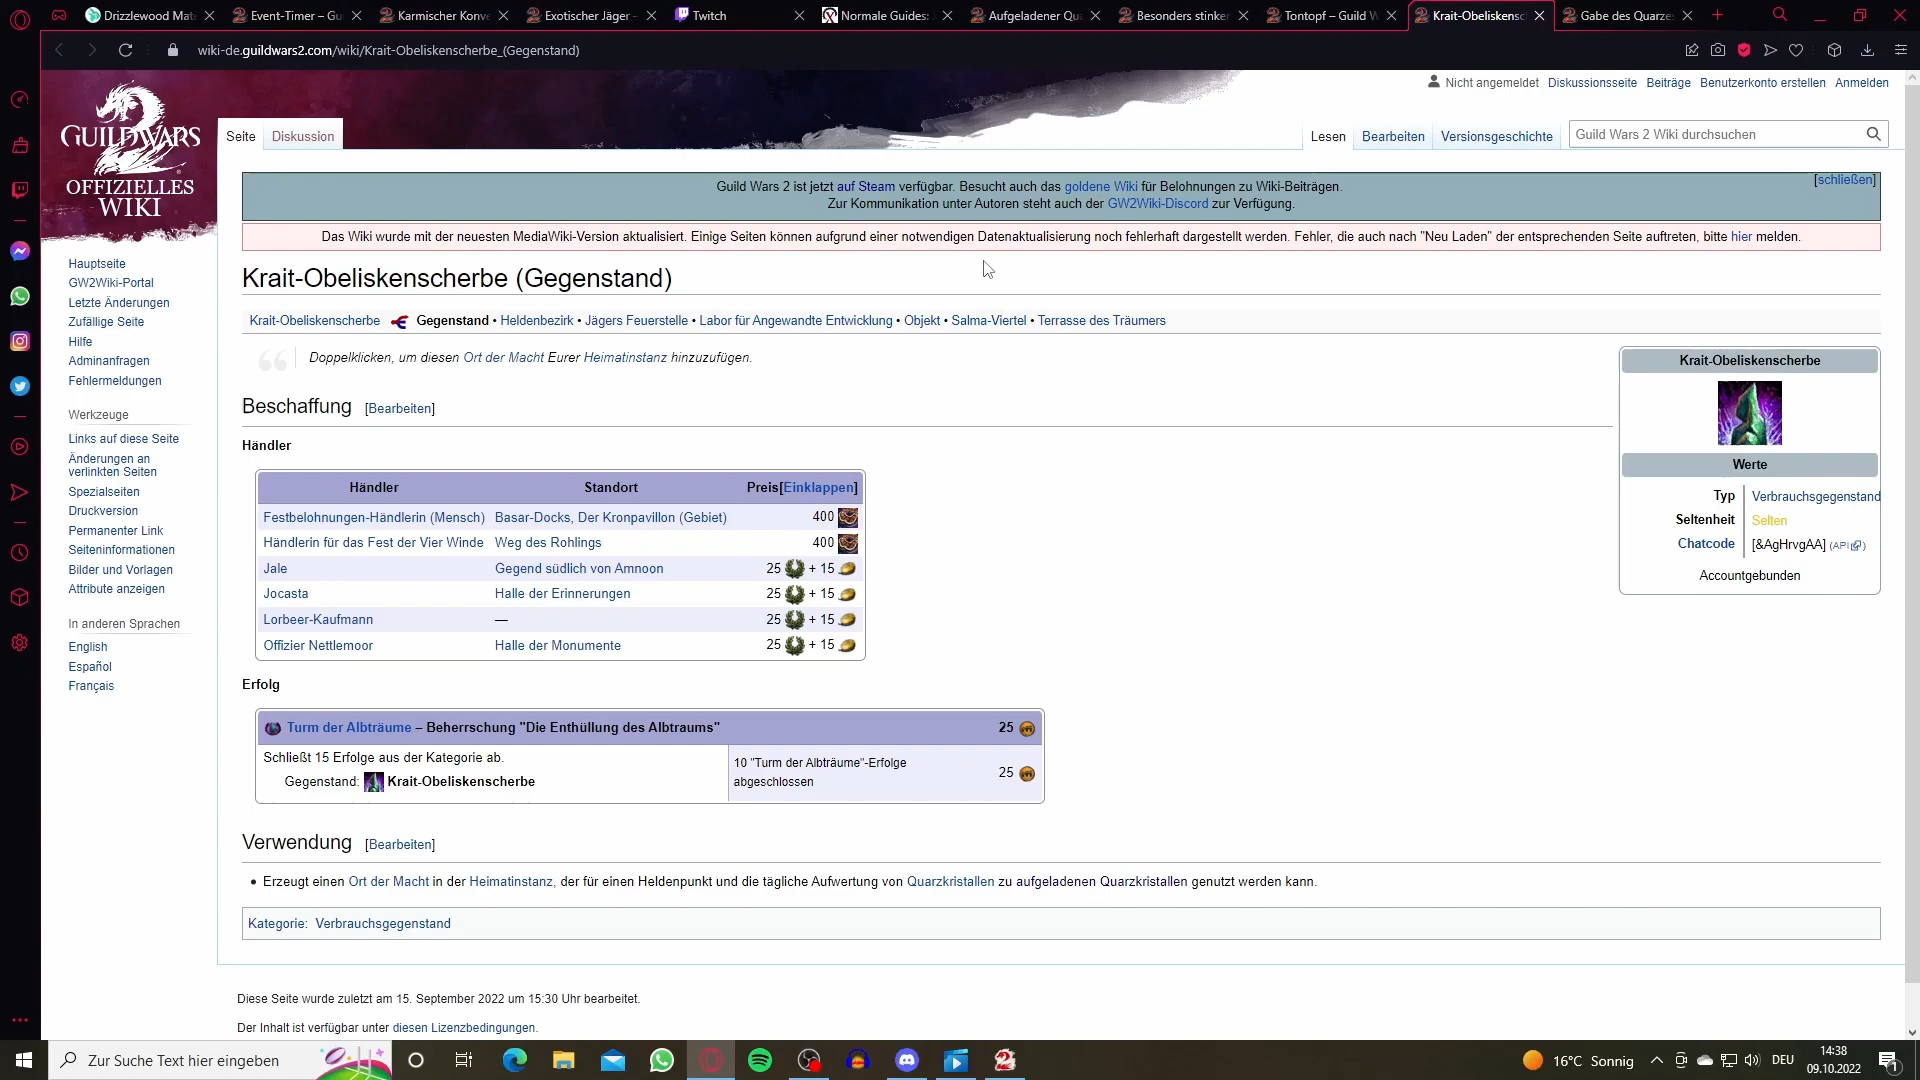 Drizzlewood Mat
Event-Timer – Gu
Karmischer Konve
Exotischer Jäger –
Twitch
Normale Guides:
Aufgeladener Qua
Besonders stinker
Tontopf – Guild W
Krait-Obeliskensc
Gabe des Quarzes
wiki-de.guildwars2.com/wiki/Krait-Obeliskenscherbe_(Gegenstand)
Nicht angemeldet Diskussionsseite Beiträge Benutzerkonto erstellen Anmelden
GUILDWARS
OFFIZIELLES
WIKI
Seite Diskussion
Lesen Bearbeiten Versionsgeschichte Guild Wars 2 Wiki durchsuchen
Guild Wars 2 ist jetzt auf Steam verfügbar. Besucht auch das goldene Wiki für Belohnungen zu Wiki-Beiträgen. [schließen]
Zur Kommunikation unter Autoren steht auch der GW2Wiki-Discord zur Verfügung.
Das Wiki wurde mit der neuesten MediaWiki-Version aktualisiert. Einige Seiten können aufgrund einer notwendigen Datenaktualisierung noch fehlerhaft dargestellt werden. Fehler, die auch nach "Neu Laden" der entsprechenden Seite auftreten, bitte hier melden.
Hauptseite
GW2Wiki-Portal
Letzte Änderungen
Zufällige Seite
Hilfe
Adminanfragen
Fehlermeldungen
Werkzeuge
Links auf diese Seite
Änderungen an
verlinkten Seiten
Spezialseiten
Druckversion
Permanenter Link
Seiteninformationen
Bilder und Vorlagen
Attribute anzeigen
In anderen Sprachen
English
Español
Français
Krait-Obeliskenscherbe (Gegenstand)
Krait-Obeliskenscherbe Gegenstand • Heldenbezirk • Jägers Feuerstelle • Labor für Angewandte Entwicklung • Objekt • Salma-Viertel • Terrasse des Träumers
Doppelklicken, um diesen Ort der Macht Eurer Heimatinstanz hinzuzufügen.
Beschaffung [Bearbeiten]
Händler
Händler Standort Preis[Einklappen]
Festbelohnungen-Händlerin (Mensch) Basar-Docks, Der Kronpavillon (Gebiet) 400
Händlerin für das Fest der Vier Winde Weg des Rohlings 400
Jale Gegend südlich von Amnoon 25 + 15
Jocasta Halle der Erinnerungen 25 + 15
Lorbeer-Kaufmann — 25 + 15
Offizier Nettlemoor Halle der Monumente 25 + 15
Erfolg
Turm der Albträume – Beherrschung "Die Enthüllung des Albtraums" 25
Schließt 15 Erfolge aus der Kategorie ab.
Gegenstand: Krait-Obeliskenscherbe
10 "Turm der Albträume"-Erfolge
abgeschlossen
25
Verwendung [Bearbeiten]
• Erzeugt einen Ort der Macht in der Heimatinstanz, der für einen Heldenpunkt und die tägliche Aufwertung von Quarzkristallen zu aufgeladenen Quarzkristallen genutzt werden kann.
Kategorie: Verbrauchsgegenstand
Krait-Obeliskenscherbe
Werte
Typ Verbrauchsgegenstand
Seltenheit Selten
Chatcode [&AgHrvgAA] (API)
Accountgebunden
Diese Seite wurde zuletzt am 15. September 2022 um 15:30 Uhr bearbeitet.
Der Inhalt ist verfügbar unter diesen Lizenzbedingungen.
Zur Suche Text hier eingeben
16°C Sonnig
DEU
14:38
09.10.2022
1